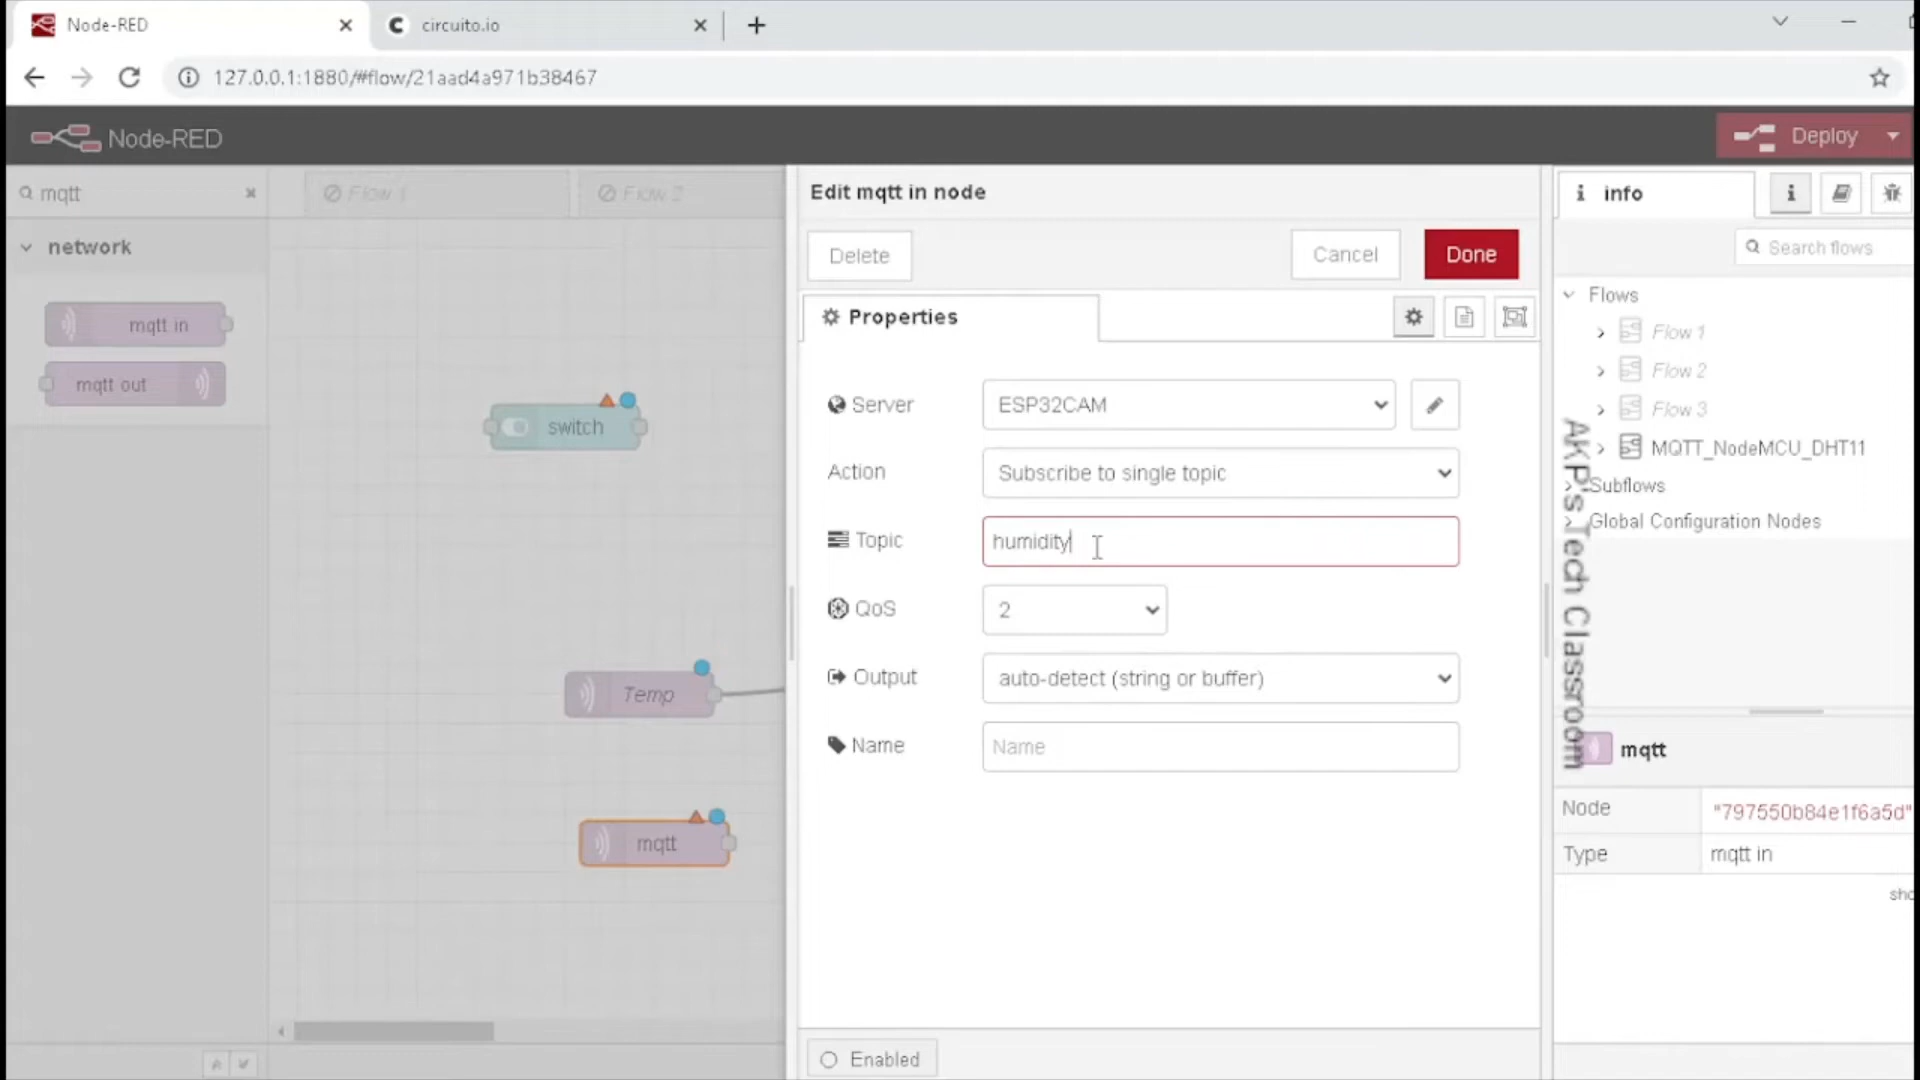 Node-RED
circuito.io
127.0.0.1:1880/#flow/21aad4a971b38467
Node-RED
Deploy
mqtt
Flow 1
Flow 2
Edit mqtt in node
info
network
Delete
Cancel
Done
Search flows
mqtt in
mqtt out
Properties
Flows
Flow 1
Flow 2
Flow 3
MQTT_NodeMCU_DHT11
Subflows
Global Configuration Nodes
switch
Server
ESP32CAM
Action
Subscribe to single topic
Topic
humidity
QoS
2
Output
auto-detect (string or buffer)
Name
Name
Temp
mqtt
AKP's Tech Classroom
mqtt
Node
"797550b84e1f6a5d"
Type
mqtt in
Enabled